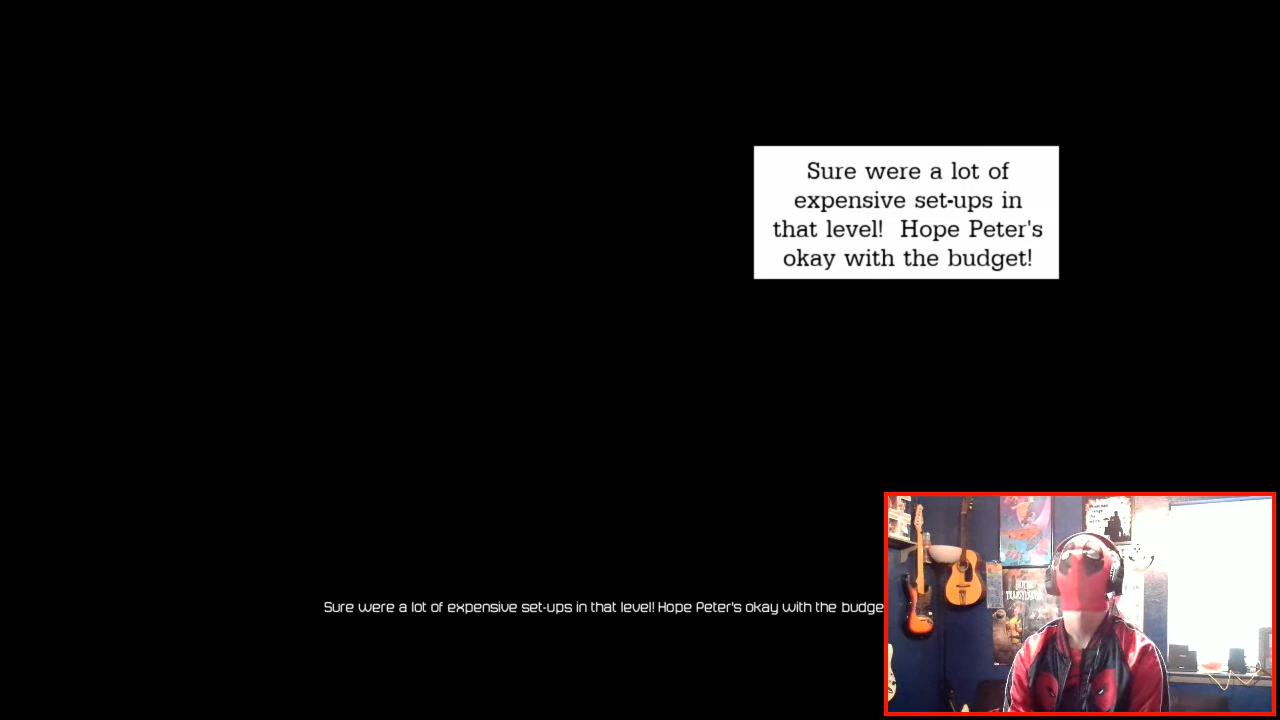 Sure were a lot of
expensive set-ups in
that level!  Hope Peter's
okay with the budget!
Sure were a lot of expensive set-ups in that level! Hope Peter's okay with the budge